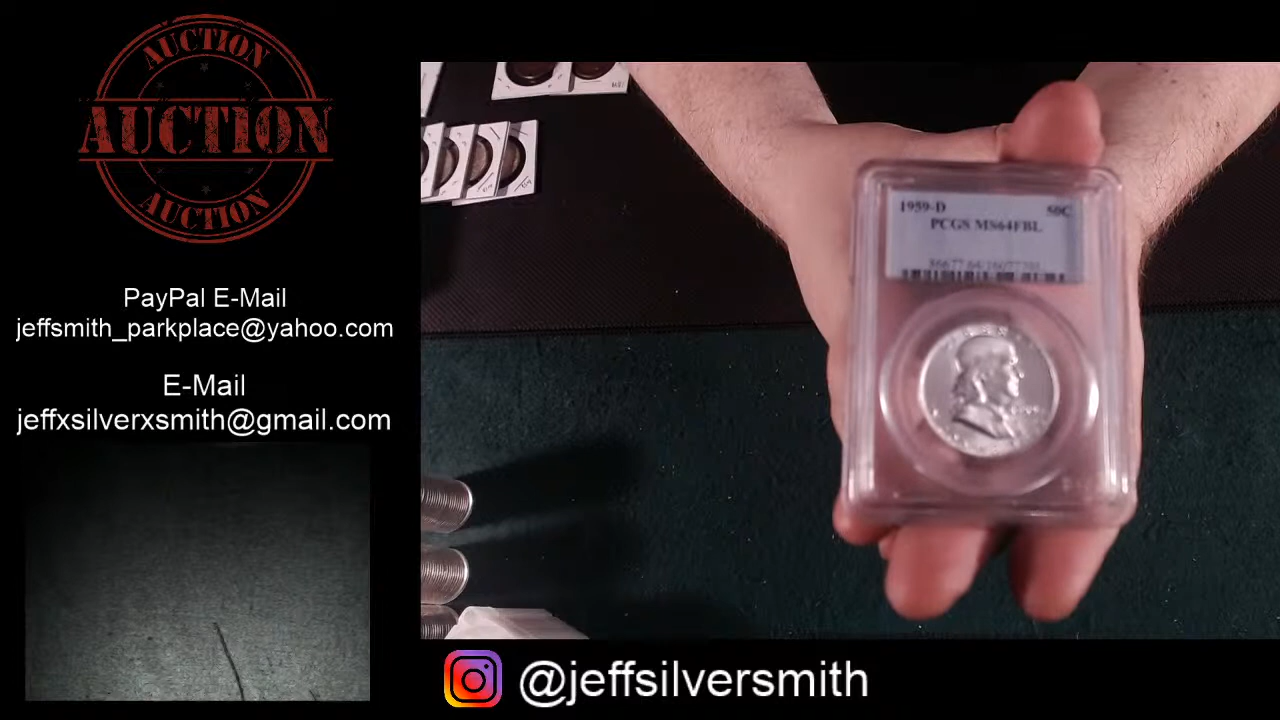 AUCTION
AUCTION
AUCTION
PayPal E-Mail
jeffsmith_parkplace@yahoo.com
E-Mail
jeffxsilverxsmith@gmail.com
1959-D 50C
PCGS MS64FBL
@jeffsilversmith